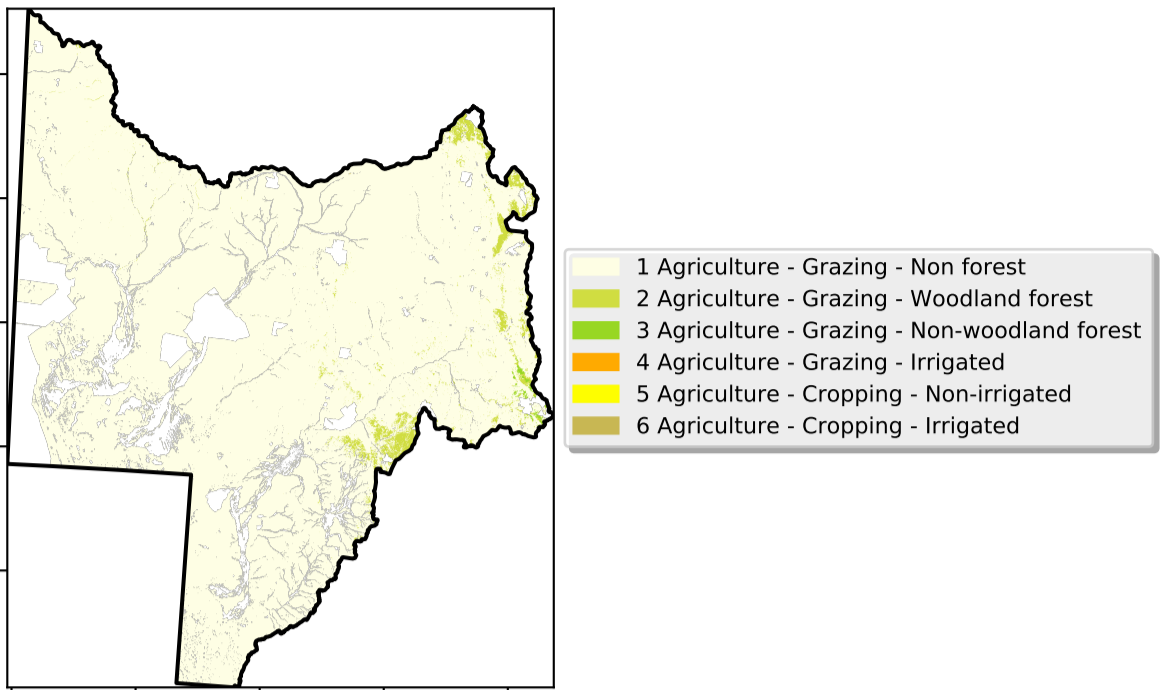 1 Agriculture - Grazing - Non forest
2 Agriculture - Grazing - Woodland forest
3 Agriculture - Grazing - Non-woodland forest
4 Agriculture - Grazing - Irrigated
5 Agriculture - Cropping - Non-irrigated
6 Agriculture - Cropping - Irrigated